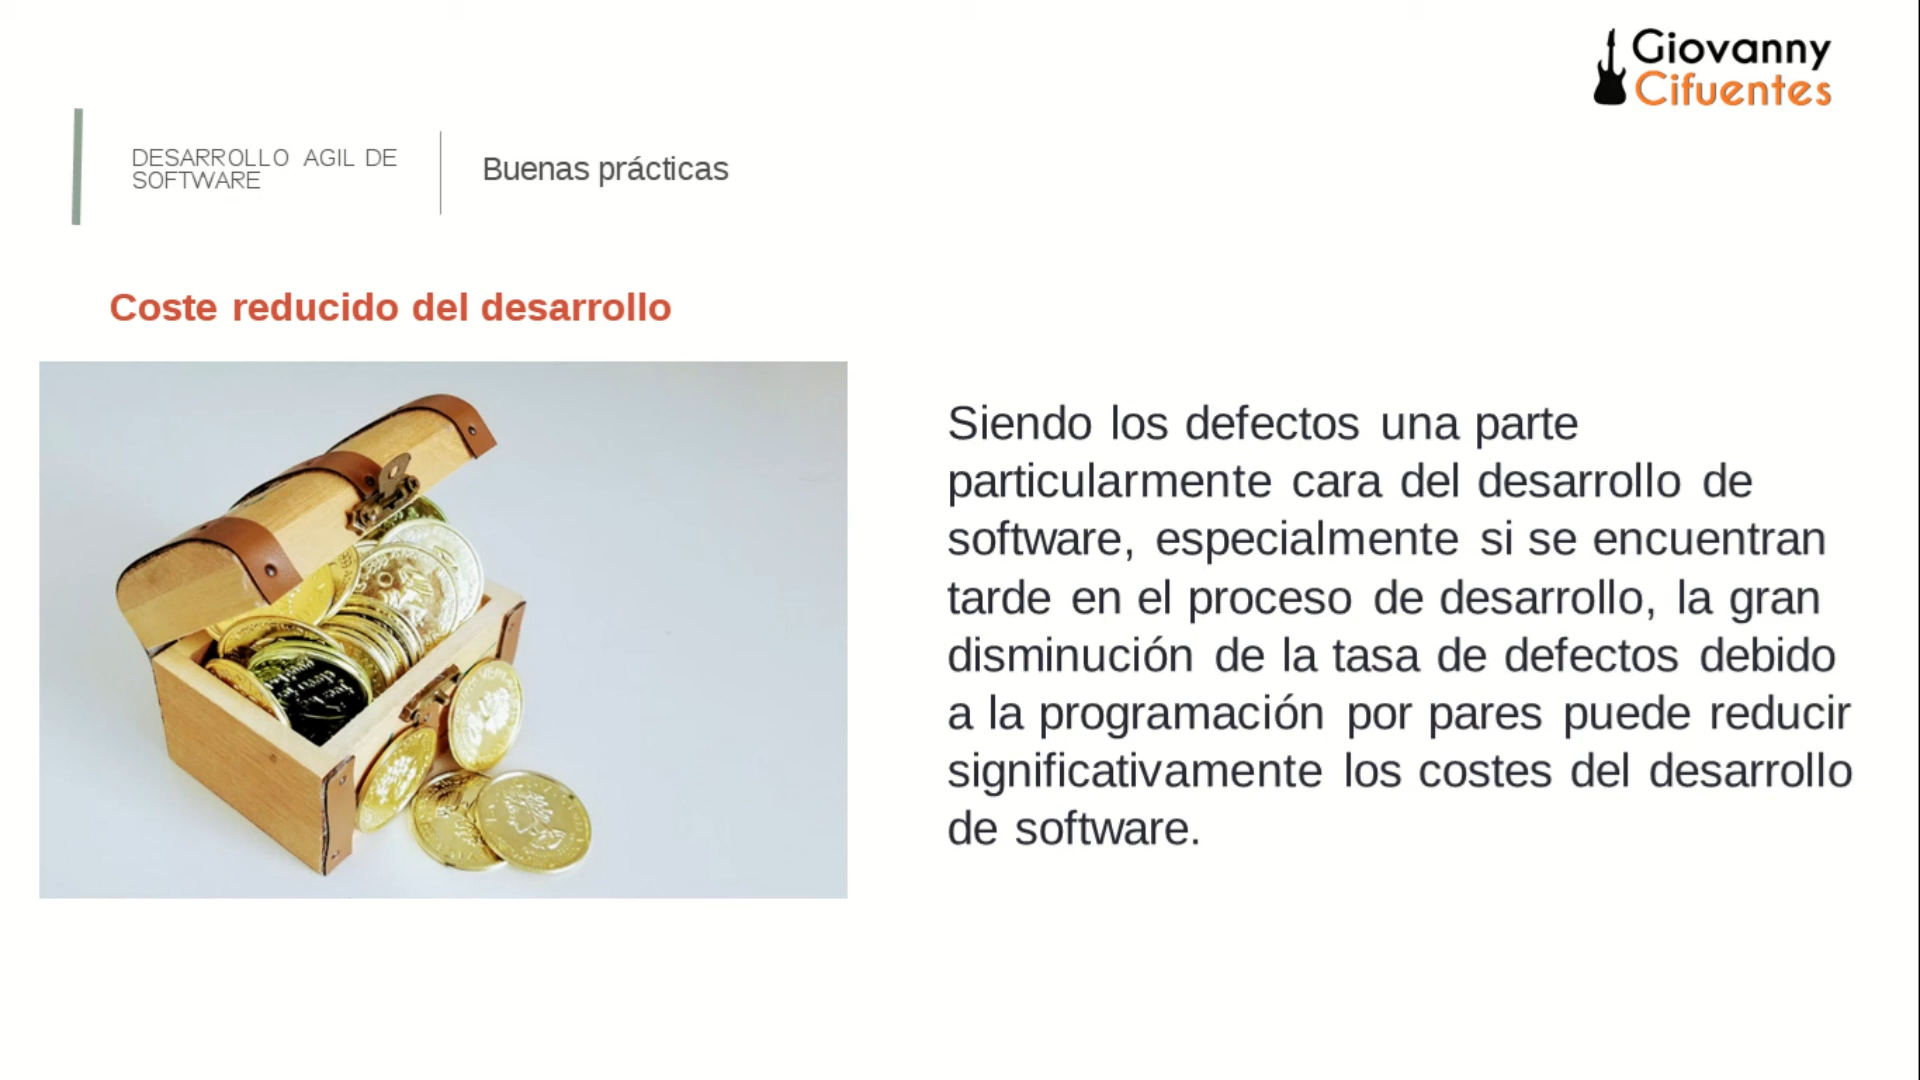 Giovanny
Cifuentes
DESARROLLO AGIL DE
SOFTWARE
Buenas prácticas
Coste reducido del desarrollo
Siendo los defectos una parte
particularmente cara del desarrollo de
software, especialmente si se encuentran
tarde en el proceso de desarrollo, la gran
disminución de la tasa de defectos debido
a la programación por pares puede reducir
significativamente los costes del desarrollo
de software.